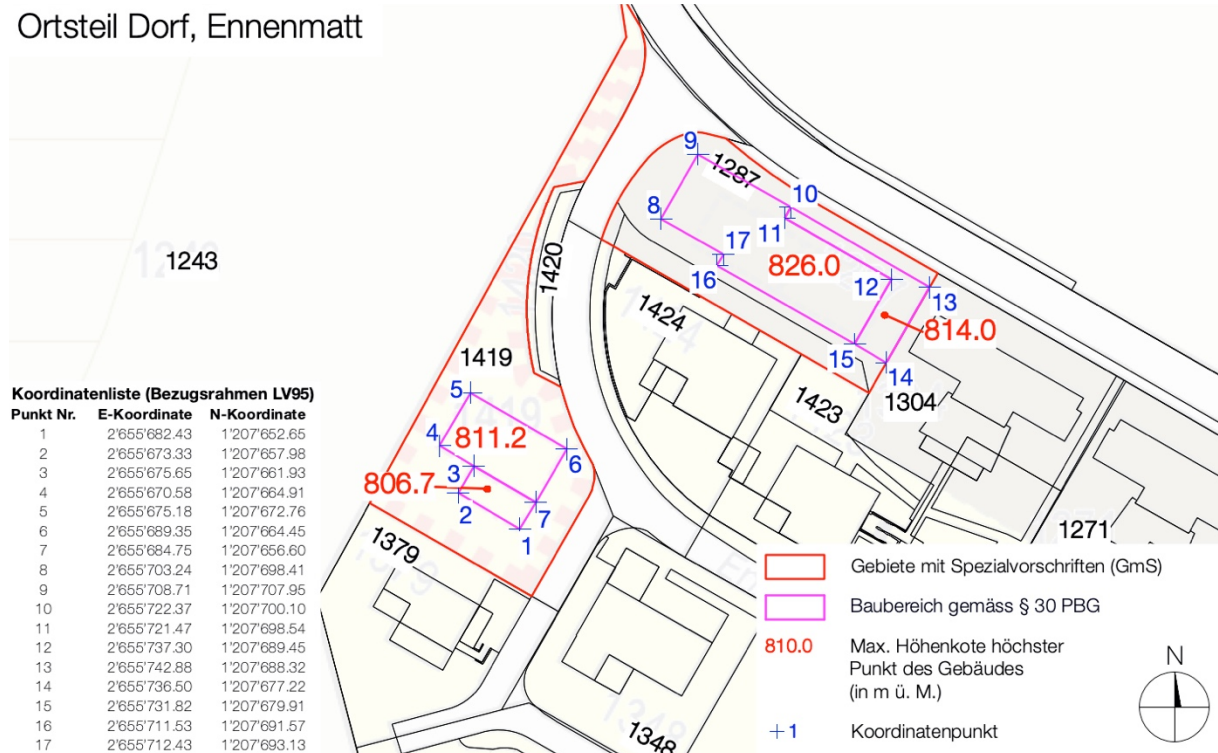 Ortsteil Dorf, Ennenmatt
9
1287
10
8
11
17
826.0
16
12
13
814.0
15
14
1304
1243
1420
1424
1423
1419
5
4
811.2
6
3
806.7
2
7
1
1379
1271
1348
Koordinatenliste (Bezugsrahmen LV95)
Punkt Nr. E-Koordinate N-Koordinate
1 2'655'682.43 1'207'652.65
2 2'655'673.33 1'207'657.98
3 2'655'675.65 1'207'661.93
4 2'655'670.58 1'207'664.91
5 2'655'675.18 1'207'672.76
6 2'655'689.35 1'207'664.45
7 2'655'684.75 1'207'656.60
8 2'655'703.24 1'207'698.41
9 2'655'708.71 1'207'707.95
10 2'655'722.37 1'207'700.10
11 2'655'721.47 1'207'698.54
12 2'655'737.30 1'207'689.45
13 2'655'742.88 1'207'688.32
14 2'655'736.50 1'207'677.22
15 2'655'731.82 1'207'679.91
16 2'655'711.53 1'207'691.57
17 2'655'712.43 1'207'693.13
Gebiete mit Spezialvorschriften (GmS)
Baubereich gemäss § 30 PBG
810.0 Max. Höhenkote höchster
Punkt des Gebäudes
(in m ü. M.)
+1 Koordinatenpunkt
N